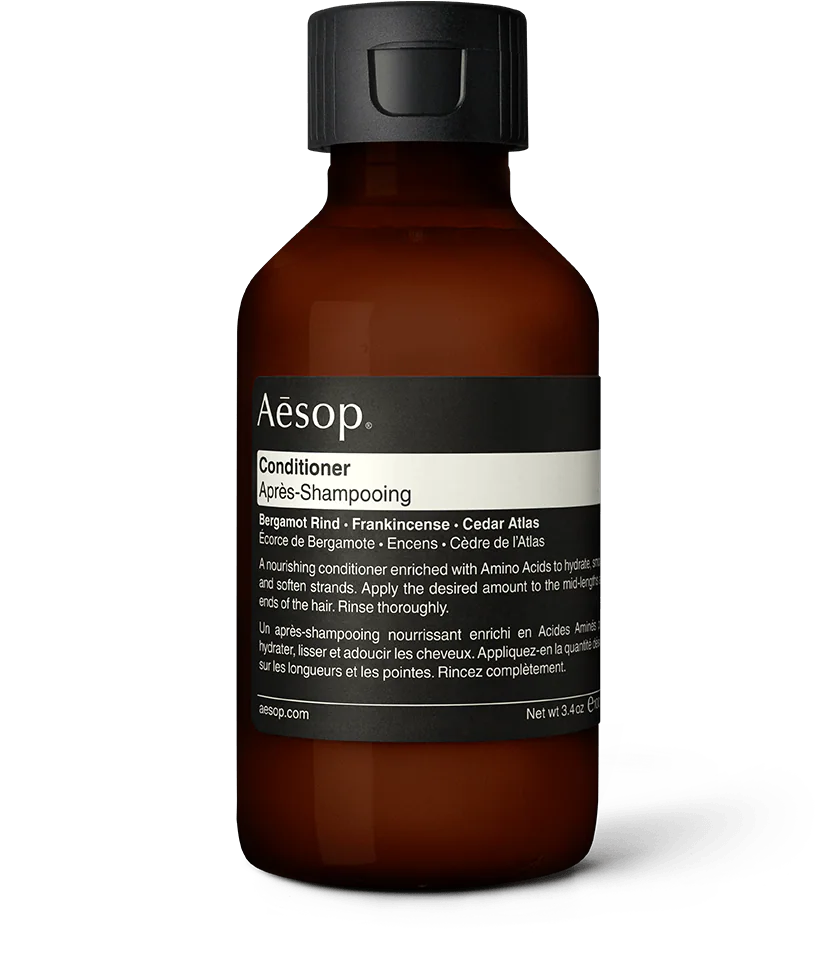 Aēsop®
Conditioner
Après-Shampooing
Bergamot Rind • Frankincense • Cedar Atlas
Écorce de Bergamote • Encens • Cèdre de l'Atlas
A nourishing conditioner enriched with Amino Acids to hydrate,
and soften strands. Apply the desired amount to the mid-lengths
ends of the hair. Rinse thoroughly.
Un après-shampooing nourrissant enrichi en Acides Aminés
hydrater, lisser et adoucir les cheveux. Appliquez-en la quantité
sur les longueurs et les pointes. Rincez complètement.
aesop.com
Net wt 3.4 oz ℮